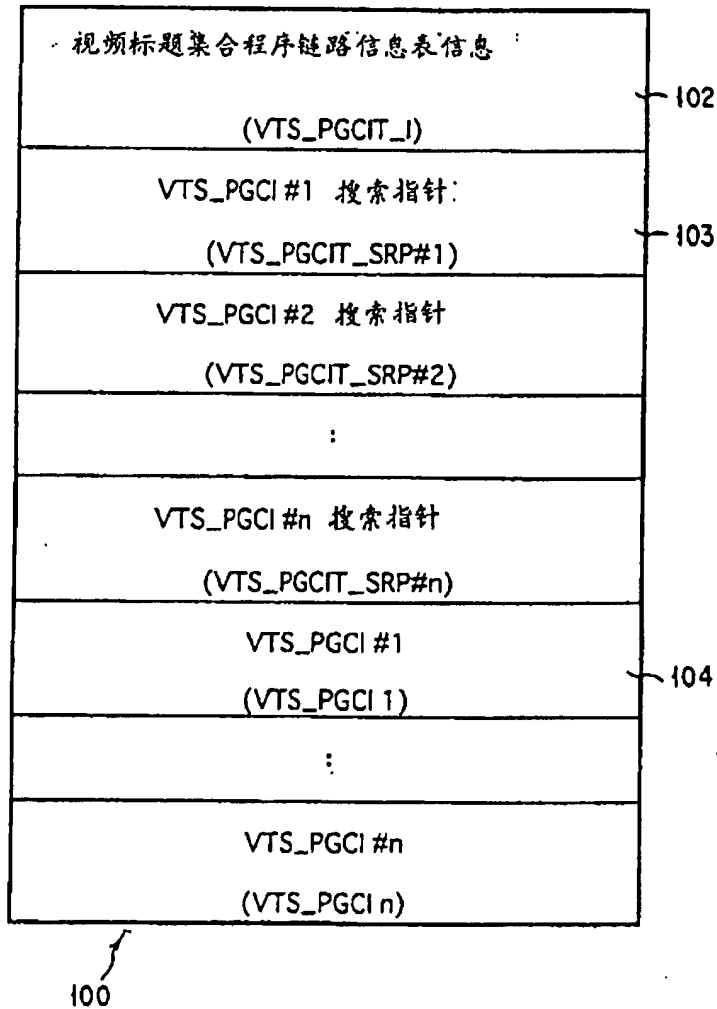 视频标题集合程序链路信息表信息
(VTS_PGCIT_I)
102
VTS_PGCI #1 搜索指针
(VTS_PGCIT_SRP#1)
103
VTS_PGCI #2 搜索指针
(VTS_PGCIT_SRP#2)
:
VTS_PGCI #n 搜索指针
(VTS_PGCIT_SRP#n)
VTS_PGCI #1
(VTS_PGCI 1)
104
:
VTS_PGCI #n
(VTS_PGCI n)
100